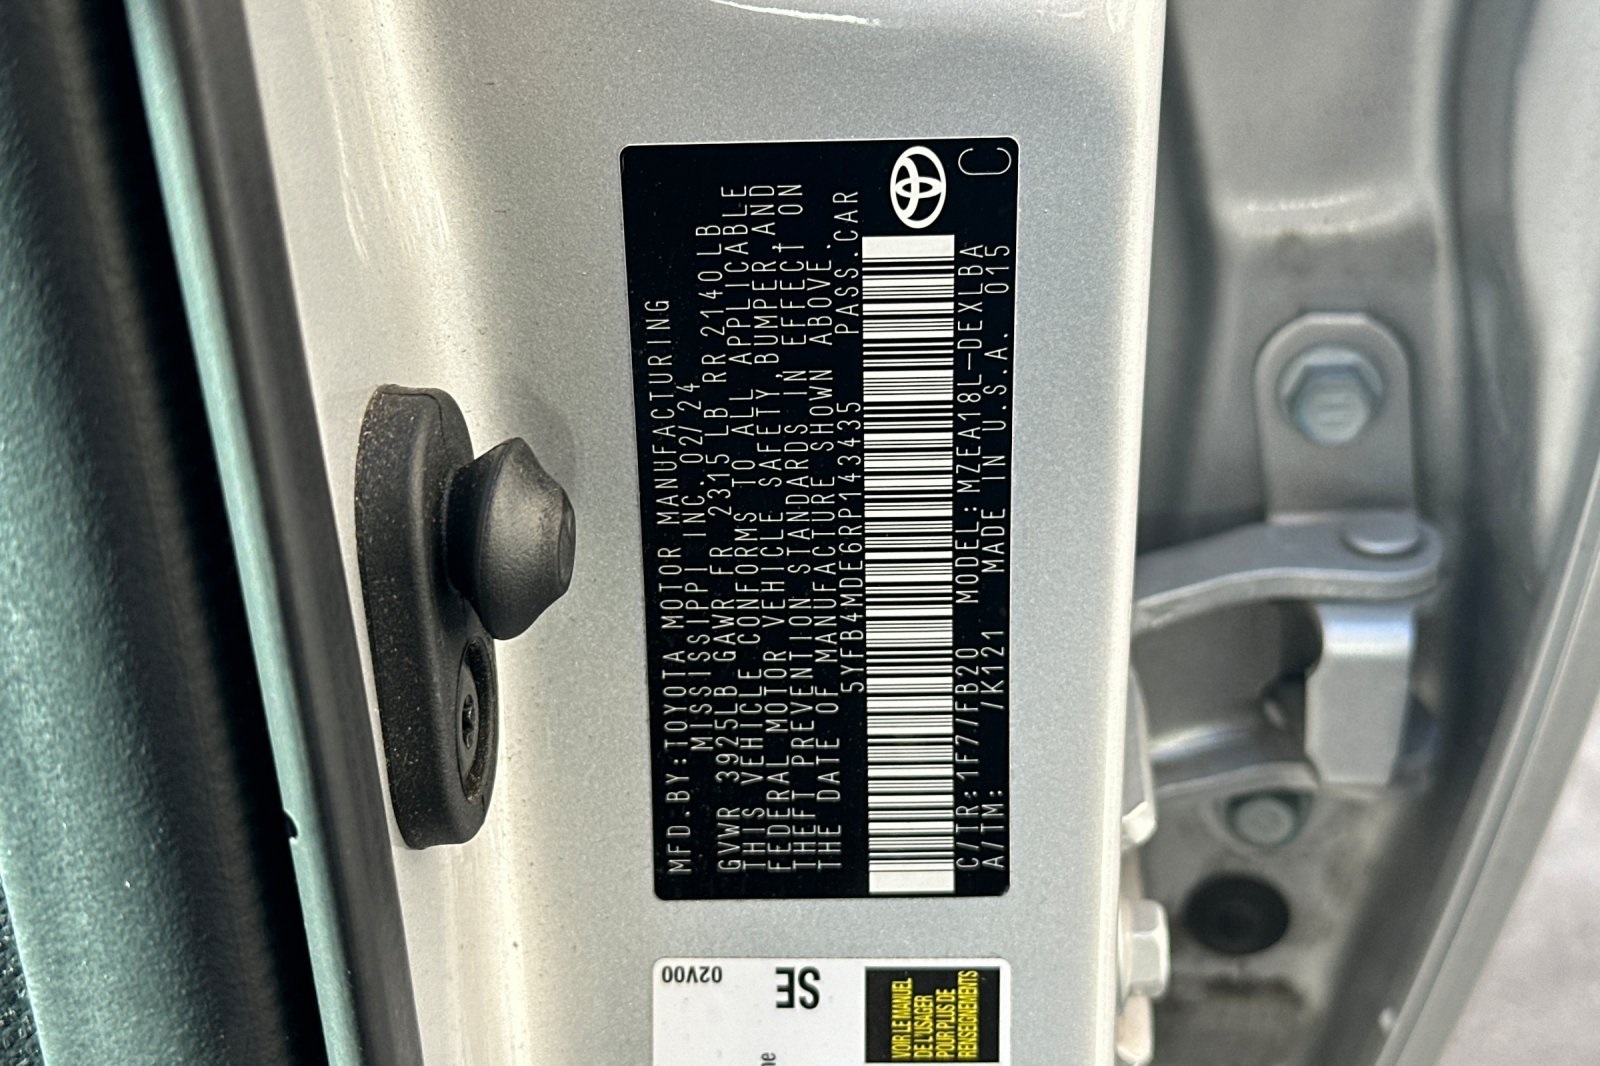 MFD.BY:TOYOTA MOTOR MANUFACTURING
MISSISSIPPI INC. 02/24
GVWR 3925LB GAWR FR 2315 LB RR 2140LB
THIS VEHICLE CONFORMS TO ALL APPLICABLE
FEDERAL MOTOR VEHICLE SAFETY, BUMPER, AND
THEFT PREVENTION STANDARDS IN EFFECT ON
THE DATE OF MANUFACTURE SHOWN ABOVE.
5YFB4MDE6RP143435 PASS.CAR
C/TR:1F7/FB20 MODEL:MZEA18L-DEXLBA
A/TM: /K121 MADE IN U.S.A. 015
C
02V00
SE
VOIR LE MANUEL
DE L'USAGER
POUR PLUS DE
RENSEIGNEMENTS